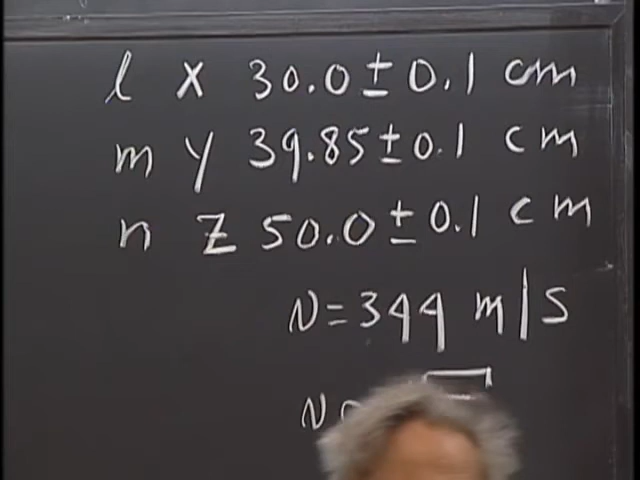 l x 30.0 ± 0.1 cm
m y 39.85 ± 0.1 cm
n z 50.0 ± 0.1 cm
v = 344 m/s